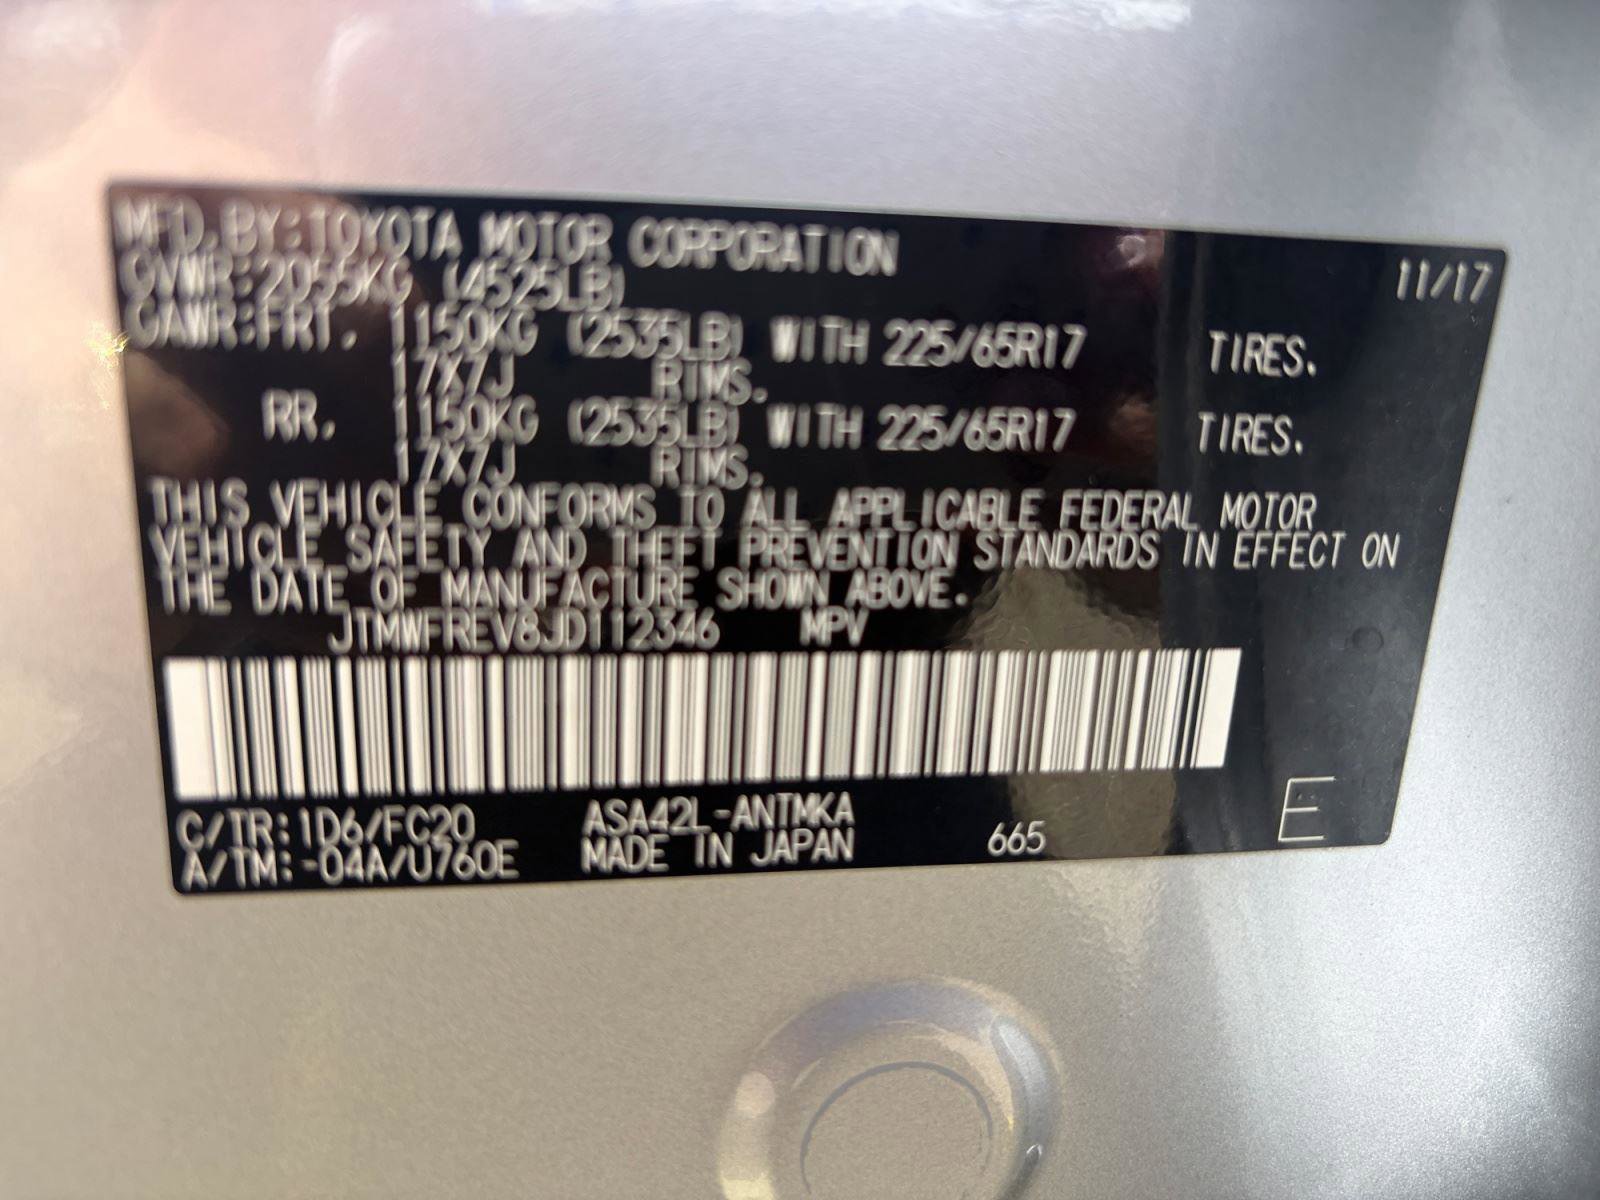 MFD.BY:TOYOTA MOTOR CORPORATION 11/17
GVWR:2055KG (4525LB)
GAWR:FRT. 1150KG (2535LB) WITH 225/65R17 TIRES.
17X7J RIMS.
RR. 1150KG (2535LB) WITH 225/65R17 TIRES.
17X7J RIMS.
THIS VEHICLE CONFORMS TO ALL APPLICABLE FEDERAL MOTOR
VEHICLE SAFETY AND THEFT PREVENTION STANDARDS IN EFFECT ON
THE DATE OF MANUFACTURE SHOWN ABOVE.
JTMWFREV8JD112346 MPV
C/TR:1D6/FC20 ASA42L-ANTMKA
A/TM:-04A/U760E MADE IN JAPAN 665 E